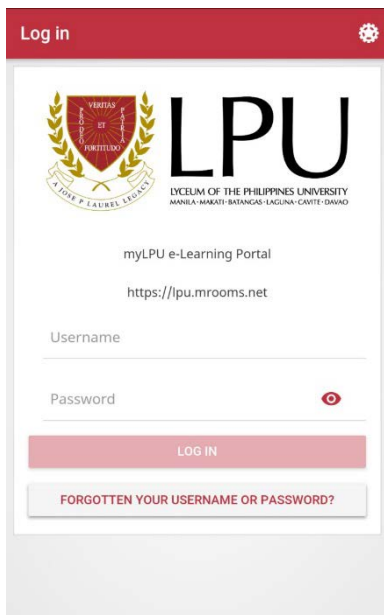 Log in
VERITAS
ET
FORTITUDO
PRO DEO
PATRIA
A JOSE P LAUREL LEGACY
LPU
LYCEUM OF THE PHILIPPINES UNIVERSITY
MANILA • MAKATI • BATANGAS • LAGUNA • CAVITE • DAVAO
myLPU e-Learning Portal
https://lpu.mrooms.net
Username
Password
LOG IN
FORGOTTEN YOUR USERNAME OR PASSWORD?